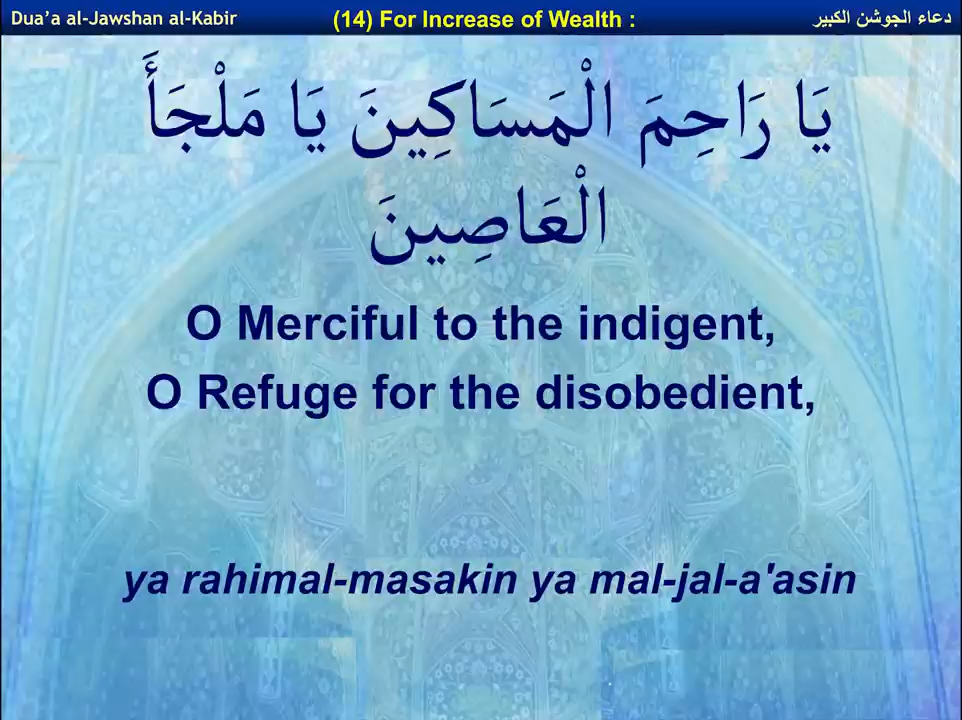 Dua’a al-Jawshan al-Kabir
(14) For Increase of Wealth :
دعاء الجوشن الكبير
يَا رَاحِمَ الْمَسَاكِينَ يَا مَلْجَأَ
الْعَاصِينَ
O Merciful to the indigent,
O Refuge for the disobedient,
ya rahimal-masakin ya mal-jal-a'asin